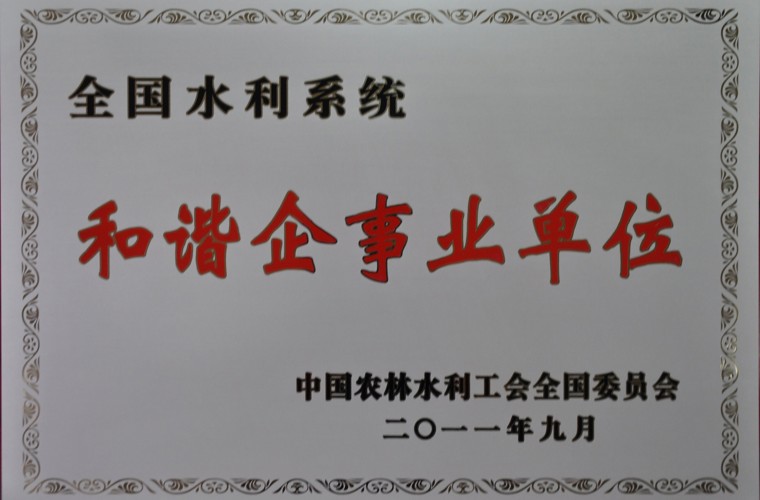 全国水利系统
和谐企事业单位
中国农林水利工会全国委员会
二〇一一年九月